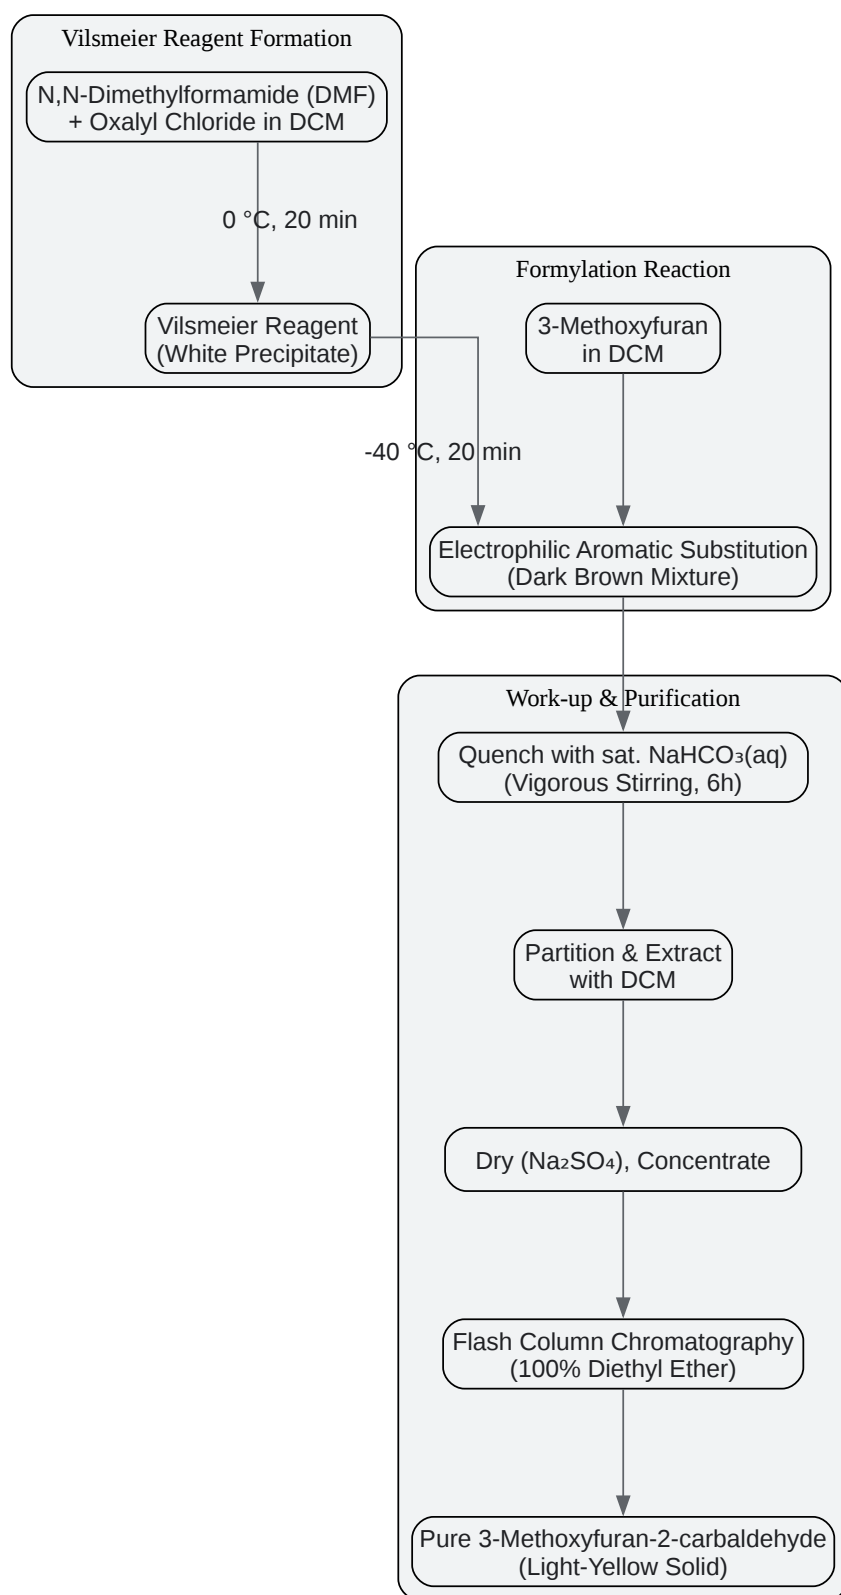 Vilsmeier Reagent Formation
N,N-Dimethylformamide (DMF)
+ Oxalyl Chloride in DCM
0 °C, 20 min
Vilsmeier Reagent
(White Precipitate)
Formylation Reaction
3-Methoxyfuran
in DCM
-40 °C, 20 min
Electrophilic Aromatic Substitution
(Dark Brown Mixture)
Work-up & Purification
Quench with sat. NaHCO₃(aq)
(Vigorous Stirring, 6h)
Partition & Extract
with DCM
Dry (Na₂SO₄), Concentrate
Flash Column Chromatography
(100% Diethyl Ether)
Pure 3-Methoxyfuran-2-carbaldehyde
(Light-Yellow Solid)